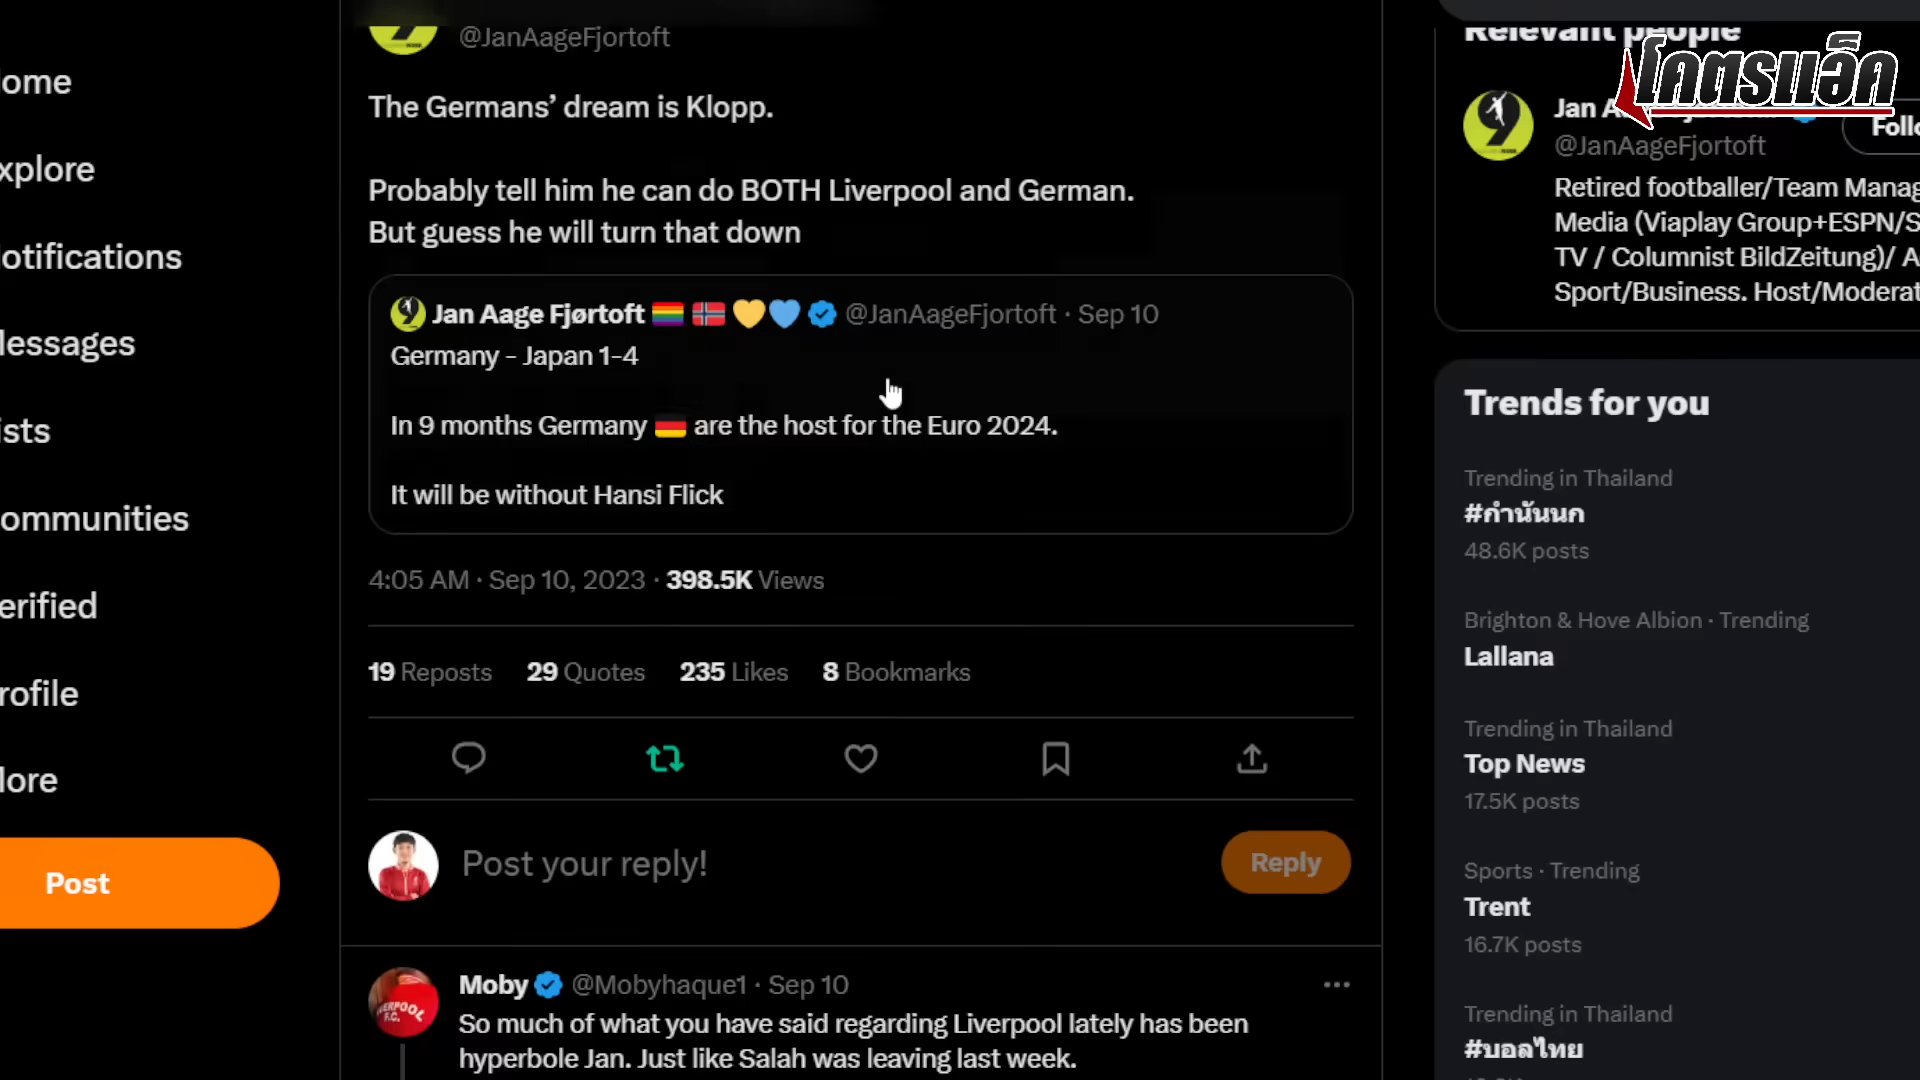 ome
xplore
otifications
lessages
ists
ommunities
erified
rofile
lore
Post
@JanAageFjortoft
The Germans’ dream is Klopp.
Probably tell him he can do BOTH Liverpool and German.
But guess he will turn that down
Jan Aage Fjørtoft @JanAageFjortoft · Sep 10
Germany - Japan 1-4
In 9 months Germany are the host for the Euro 2024.
It will be without Hansi Flick
4:05 AM · Sep 10, 2023 · 398.5K Views
19 Reposts 29 Quotes 235 Likes 8 Bookmarks
Post your reply!
Reply
Moby @Mobyhaque1 · Sep 10
So much of what you have said regarding Liverpool lately has been
hyperbole Jan. Just like Salah was leaving last week.
Relevant people
โคตรแอ็ค
Jan A
Follo
@JanAageFjortoft
Retired footballer/Team Manag
Media (Viaplay Group+ESPN/S
TV / Columnist BildZeitung)/ A
Sport/Business. Host/Moderat
Trends for you
Trending in Thailand
#กำนันนก
48.6K posts
Brighton & Hove Albion · Trending
Lallana
Trending in Thailand
Top News
17.5K posts
Sports · Trending
Trent
16.7K posts
Trending in Thailand
#บอลไทย